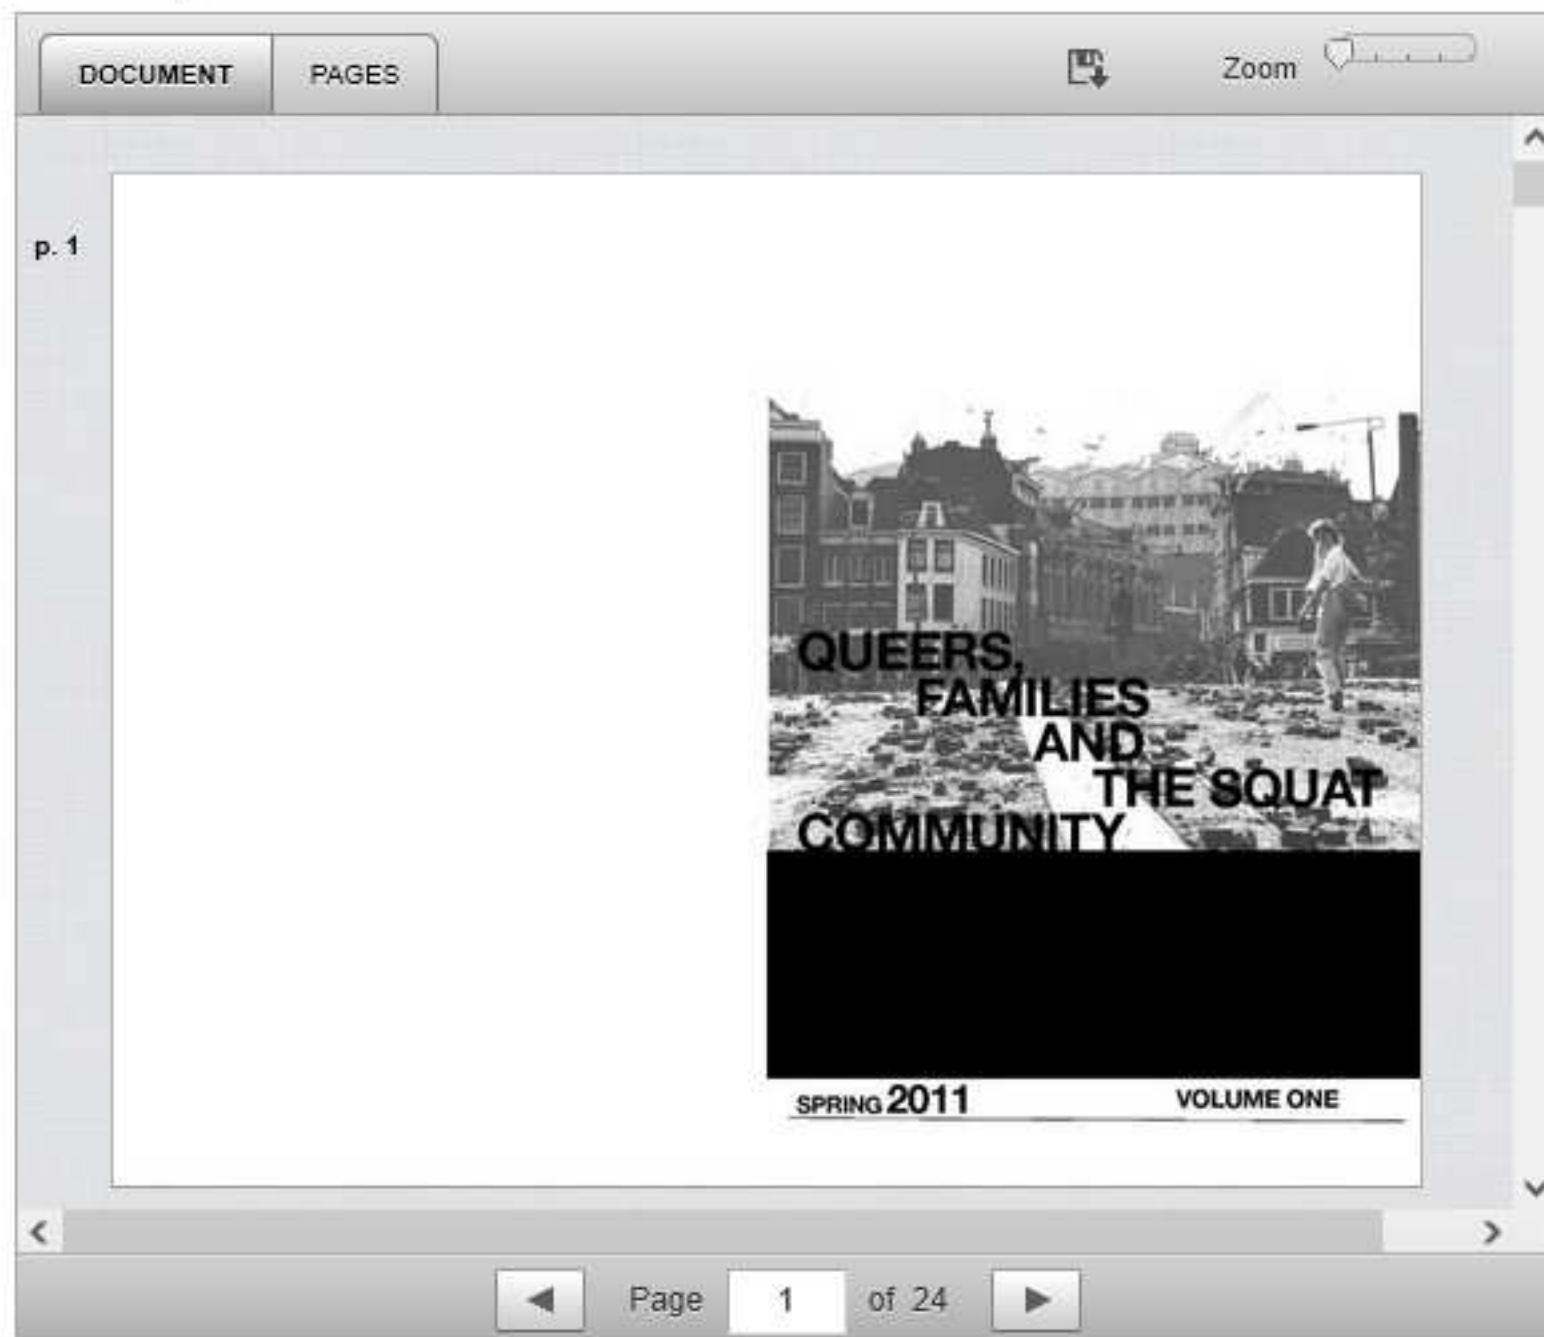 DOCUMENT PAGES Zoom
p. 1
QUEERS,
FAMILIES
AND
THE SQUAT
COMMUNITY
SPRING 2011 VOLUME ONE
Page 1 of 24